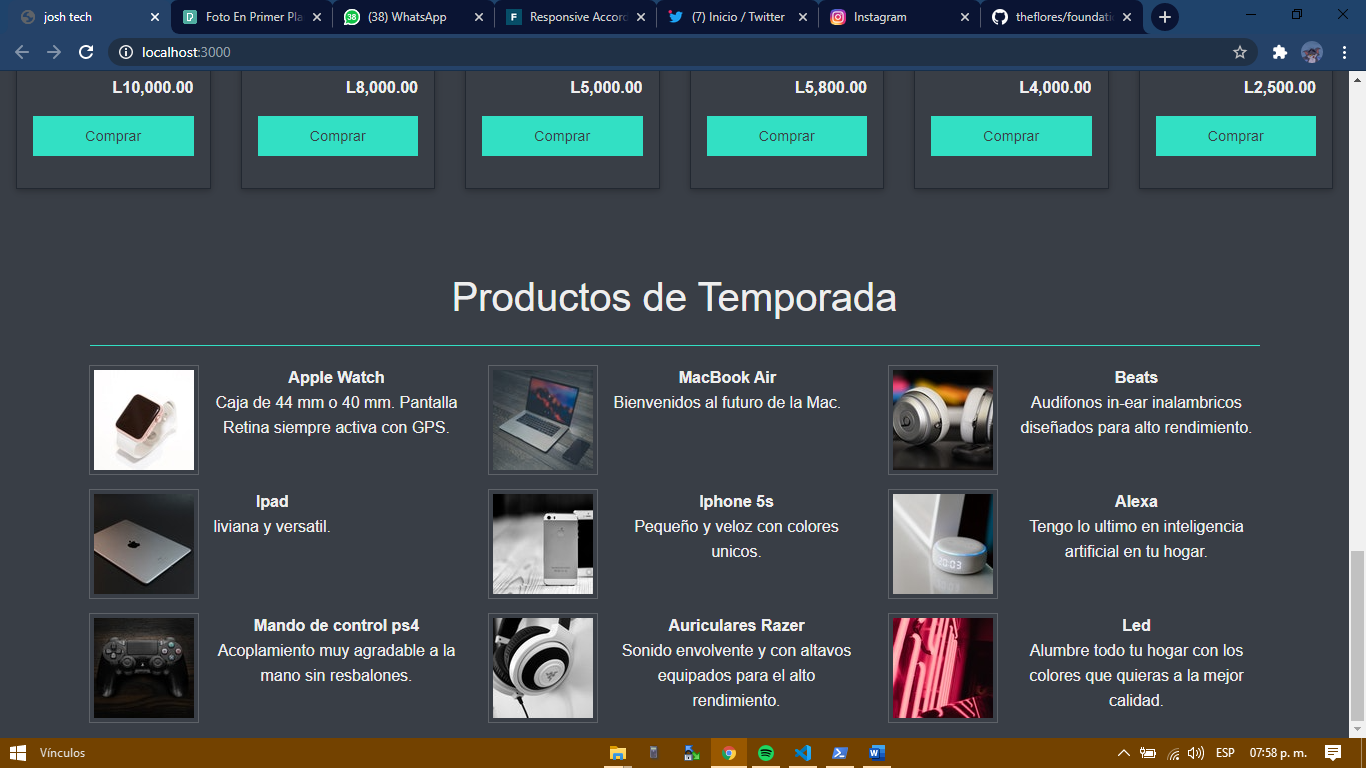 josh tech
Foto En Primer Pla
(38) WhatsApp
Responsive Accord
(7) Inicio / Twitter
Instagram
theflores/foundati
localhost:3000
L10,000.00
L8,000.00
L5,000.00
L5,800.00
L4,000.00
L2,500.00
Comprar
Comprar
Comprar
Comprar
Comprar
Comprar
Productos de Temporada
Apple Watch
Caja de 44 mm o 40 mm. Pantalla
Retina siempre activa con GPS.
MacBook Air
Bienvenidos al futuro de la Mac.
Beats
Audifonos in-ear inalambricos
diseñados para alto rendimiento.
Ipad
liviana y versatil.
Iphone 5s
Pequeño y veloz con colores
unicos.
Alexa
Tengo lo ultimo en inteligencia
artificial en tu hogar.
Mando de control ps4
Acoplamiento muy agradable a la
mano sin resbalones.
Auriculares Razer
Sonido envolvente y con altavos
equipados para el alto
rendimiento.
Led
Alumbre todo tu hogar con los
colores que quieras a la mejor
calidad.
Vínculos
ESP
07:58 p. m.